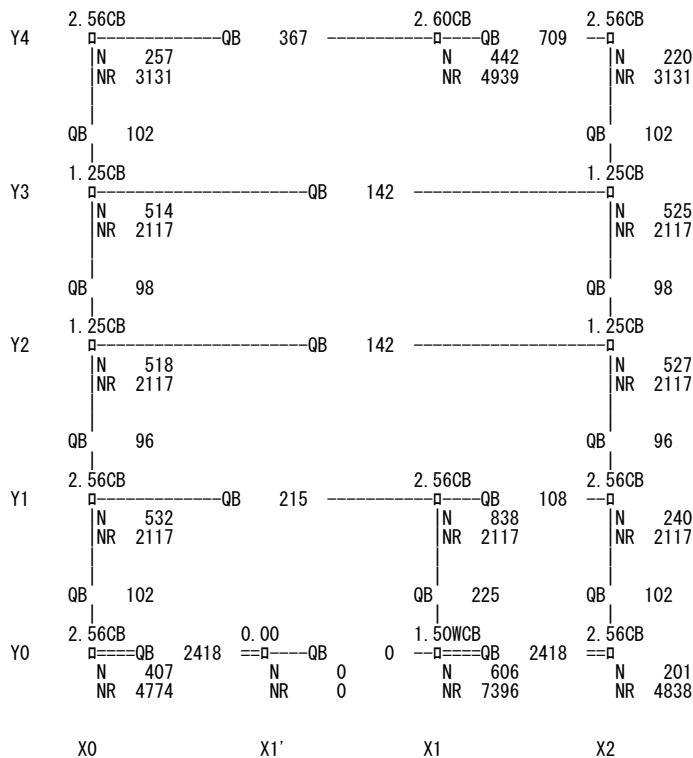 2.56CB 2.60CB 2.56CB
Y4 ¤-------------QB 367 -----------¤----QB 709 --¤
|N 257 N 442 |N 220
|NR 3131 NR 4939 |NR 3131
QB 102 QB 102
1.25CB 1.25CB
Y3 ¤----------------------QB 142 --------------------¤
|N 514 |N 525
|NR 2117 |NR 2117
QB 98 QB 98
1.25CB 1.25CB
Y2 ¤----------------------QB 142 --------------------¤
|N 518 |N 527
|NR 2117 |NR 2117
QB 96 QB 96
2.56CB 2.56CB 2.56CB
Y1 ¤-------------QB 215 -----------¤----QB 108 --¤
|N 532 |N 838 |N 240
|NR 2117 |NR 2117 |NR 2117
QB 102 QB 225 QB 102
2.56CB 0.00 1.50WCB 2.56CB
Y0 ¤====QB 2418 ==¤----QB 0 --¤====QB 2418 ==¤
N 407 N 0 N 606 N 201
NR 4774 NR 0 NR 7396 NR 4838
X0 X1' X1 X2